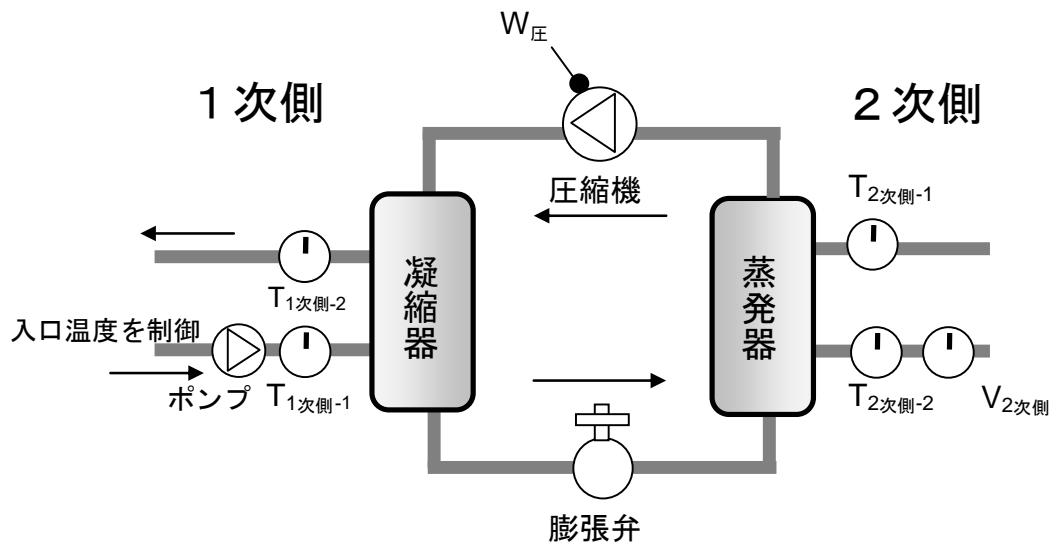 W圧
1次側
2次側
圧縮機
T2次側-1
凝縮器
蒸発器
T1次側-2
入口温度を制御
ポンプ
T1次側-1
T2次側-2
V2次側
膨張弁